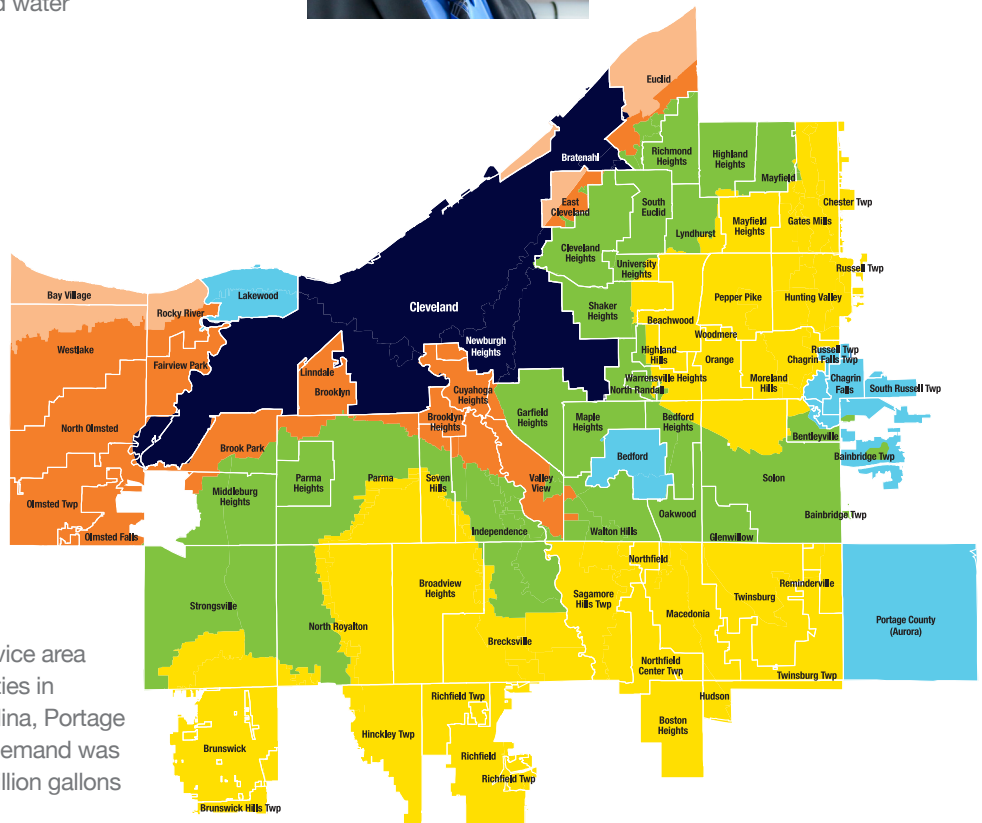 d water
Euclid
Bratenahl
Richmond
Heights
Highland
Heights
Mayfield
East
Cleveland
South
Euclid
Lyndhurst
Mayfield
Heights
Gates Mills
Chester Twp
Cleveland
Heights
University
Heights
Russell Twp
Bay Village
Lakewood
Rocky River
Cleveland
Shaker
Heights
Pepper Pike
Hunting Valley
Beachwood
Woodmere
Westlake
Fairview Park
Newburgh
Heights
Highland
Hills
Orange
Russell Twp
Chagrin Falls Twp
Linndale
Brooklyn
Cuyahoga
Heights
Warrensville Heights
North Randall
Moreland
Hills
Chagrin
Falls
South Russell Twp
North Olmsted
Brook Park
Brooklyn
Heights
Garfield
Heights
Maple
Heights
Bedford
Heights
Bentleyville
Bainbridge Twp
Bedford
Olmsted Twp
Middleburg
Heights
Parma
Heights
Parma
Seven
Hills
Valley
View
Solon
Olmsted Falls
Independence
Walton Hills
Oakwood
Glenwillow
Bainbridge Twp
Strongsville
North Royalton
Broadview
Heights
Brecksville
Sagamore
Hills Twp
Northfield
Macedonia
Twinsburg
Reminderville
Portage County
(Aurora)
Northfield
Center Twp
Twinsburg Twp
vice area
ties in
lina, Portage
emand was
llion gallons
Brunswick
Brunswick Hills Twp
Hinckley Twp
Richfield Twp
Richfield
Richfield Twp
Boston
Heights
Hudson